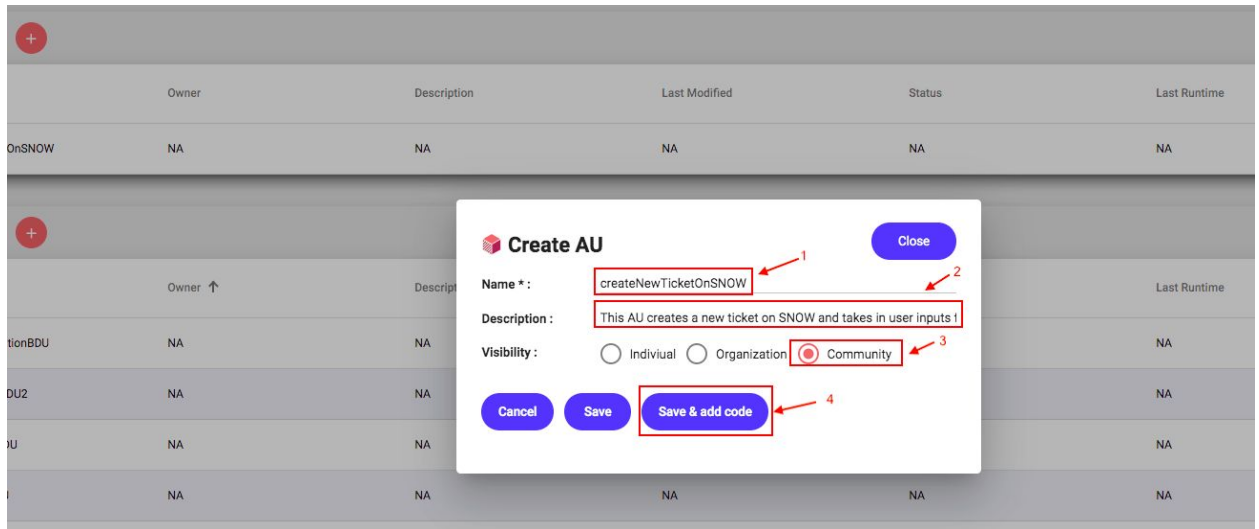 +
Owner Description Last Modified Status Last Runtime
OnSNOW NA NA NA NA NA
+
Create AU Close
1
Name * : createNewTicketOnSNOW
2
Owner ↑ Descript Last Runtime
Description : This AU creates a new ticket on SNOW and takes in user inputs
tionBDU NA NA NA
Visibility : Indiviual Organization Community
3
DU2 NA NA NA
Cancel Save Save & add code
4
DU NA NA NA
NA NA NA NA NA